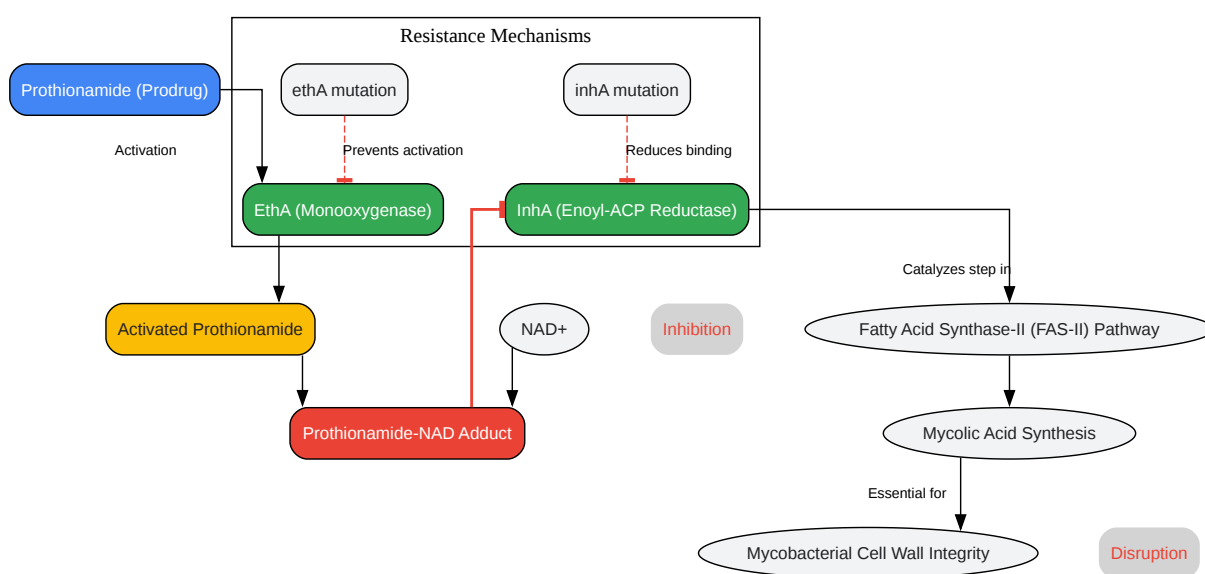 Resistance Mechanisms
Prothionamide (Prodrug)
ethA mutation
inhA mutation
Activation
Prevents activation
Reduces binding
EthA (Monooxygenase)
InhA (Enoyl-ACP Reductase)
Catalyzes step in
Activated Prothionamide
NAD+
Inhibition
Fatty Acid Synthase-II (FAS-II) Pathway
Prothionamide-NAD Adduct
Mycolic Acid Synthesis
Essential for
Mycobacterial Cell Wall Integrity
Disruption